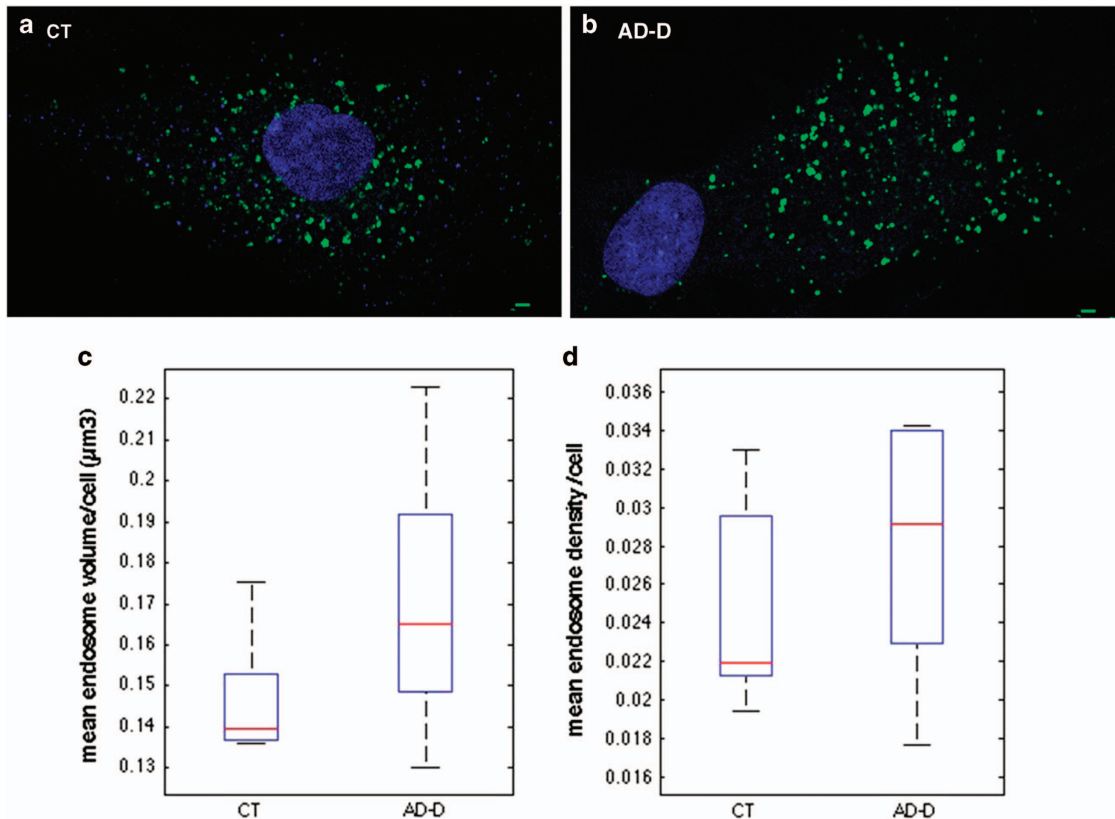 a CT
b AD-D
c
mean endosome volume/cell (µm3)
0.22
0.21
0.2
0.19
0.18
0.17
0.16
0.15
0.14
0.13
CT AD-D
d
mean endosome density/cell
0.036
0.034
0.032
0.03
0.028
0.026
0.024
0.022
0.02
0.018
0.016
CT AD-D